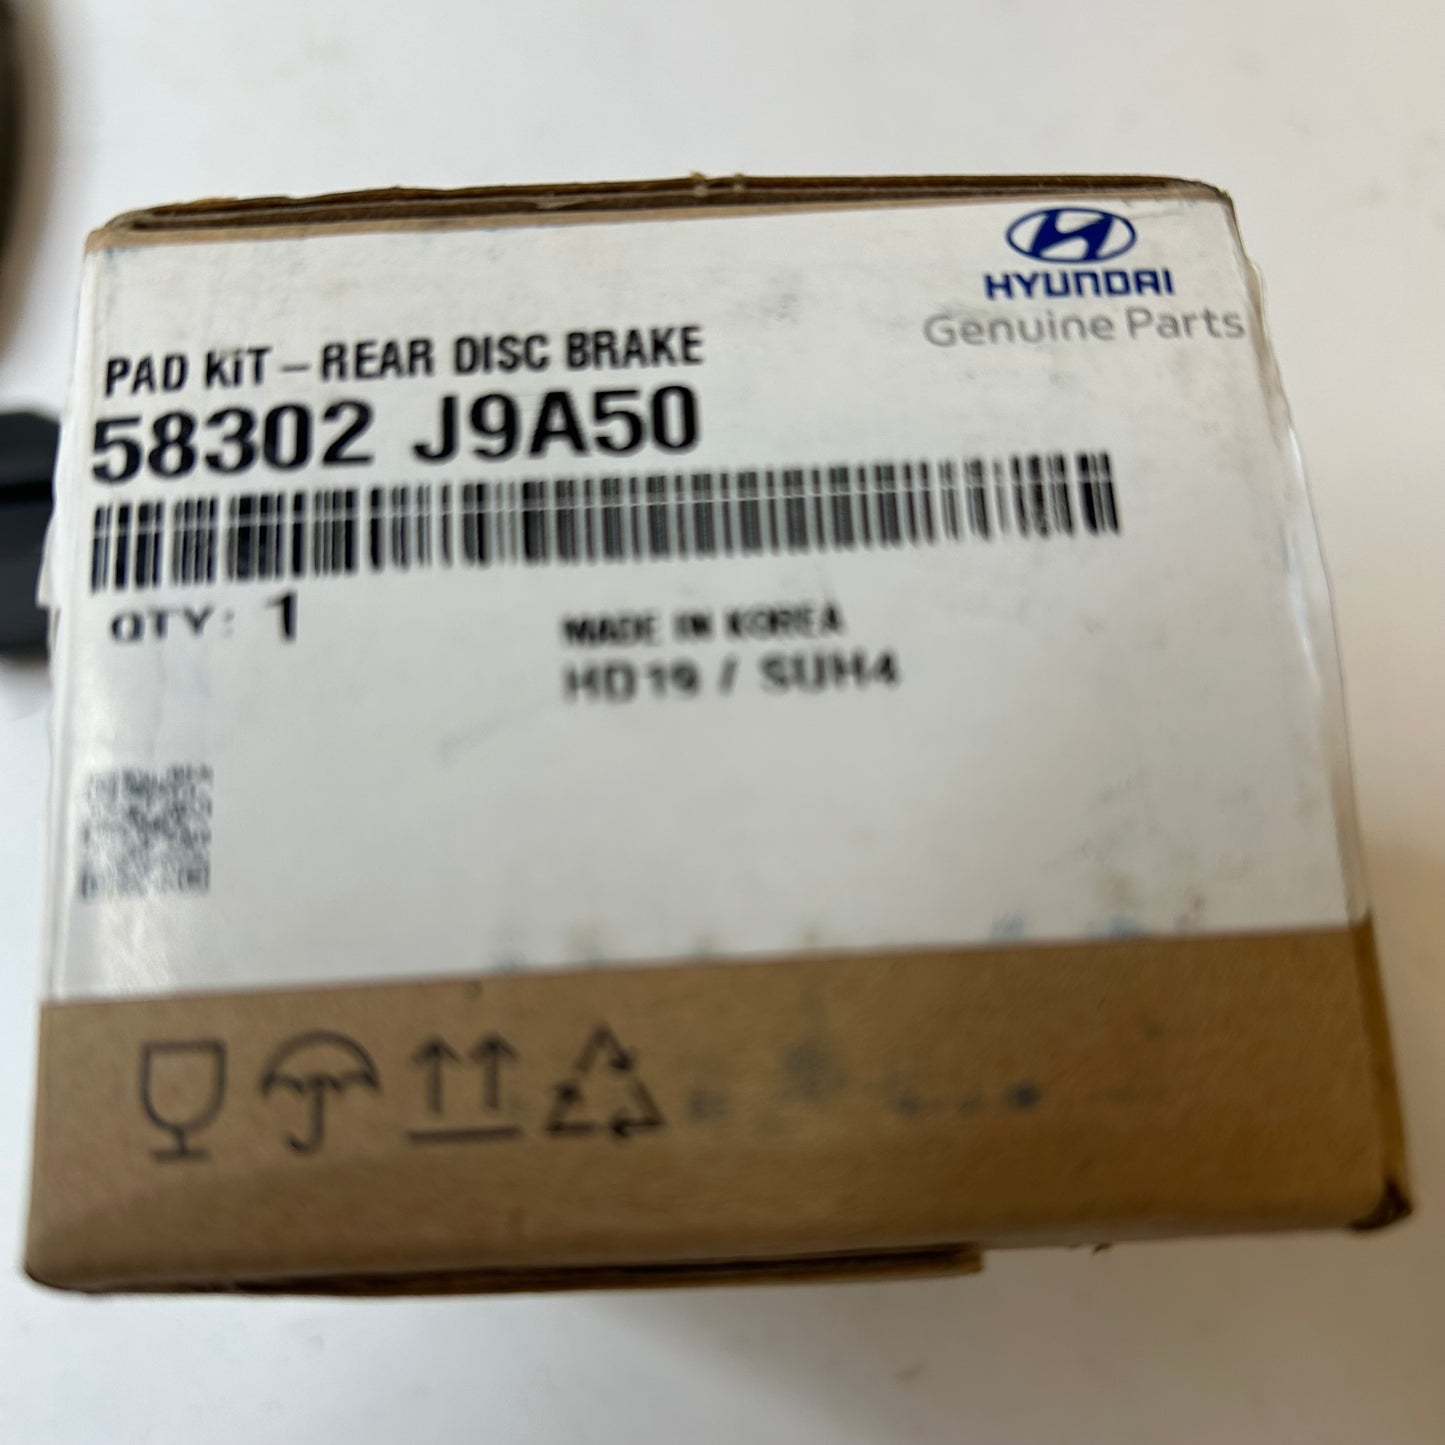 HYUNDAI
Genuine Parts
PAD KiT – REAR DISC BRAKE
58302 J9A50
QTY: 1
MADE IN KOREA
HD19 / SUH4